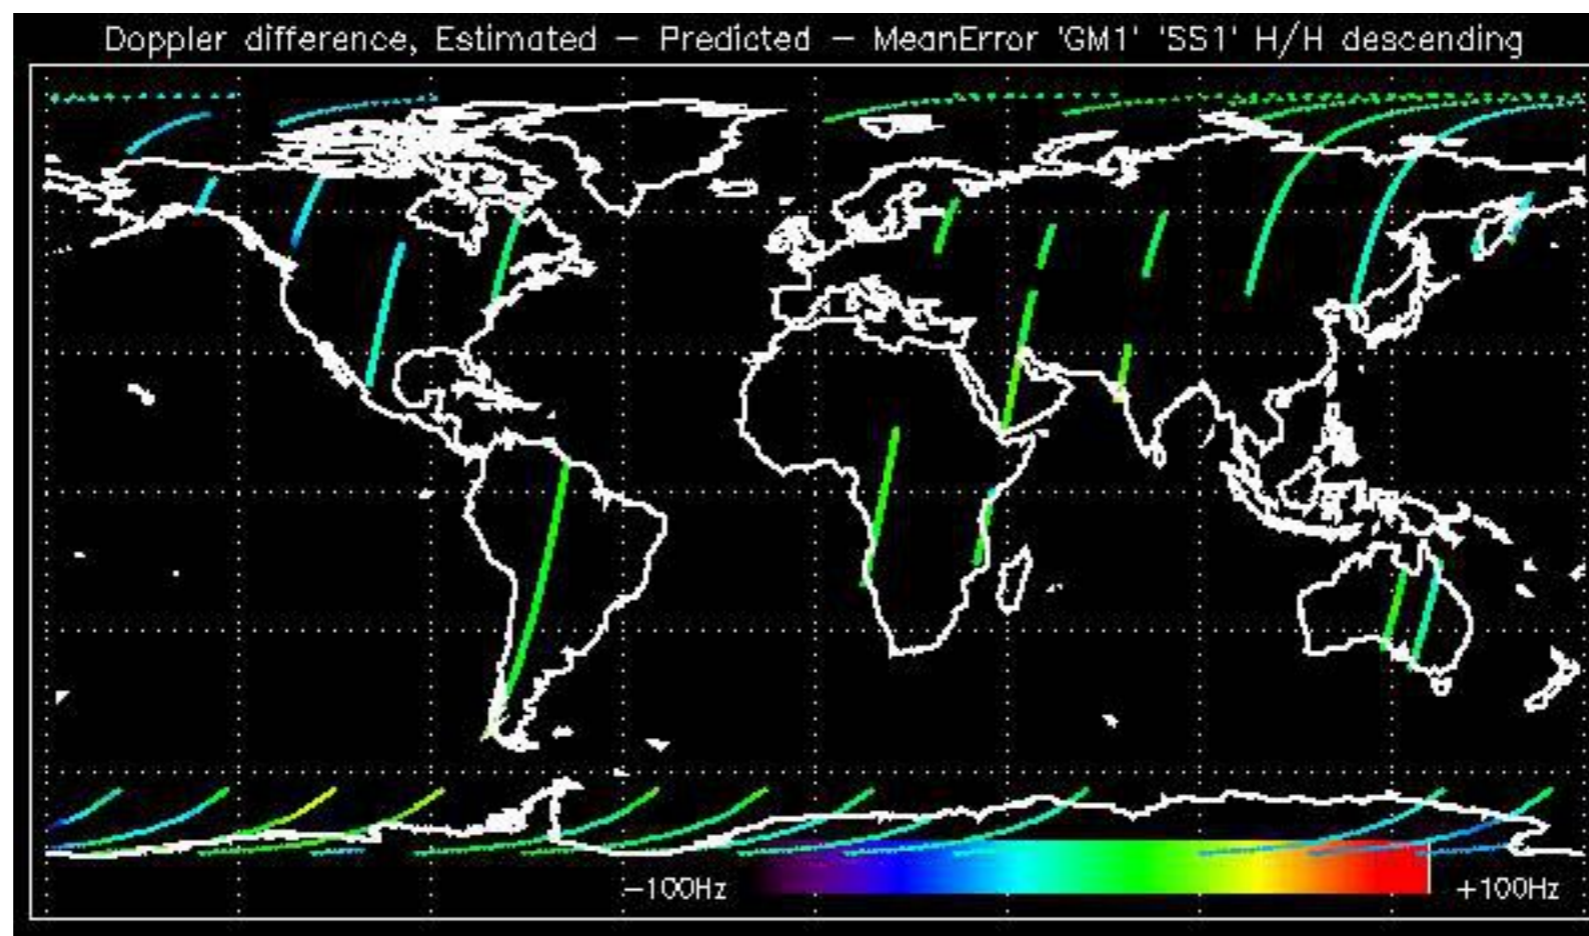 Doppler difference, Estimated – Predicted – MeanError 'GM1' 'SS1' H/H descending
–100Hz
+100Hz